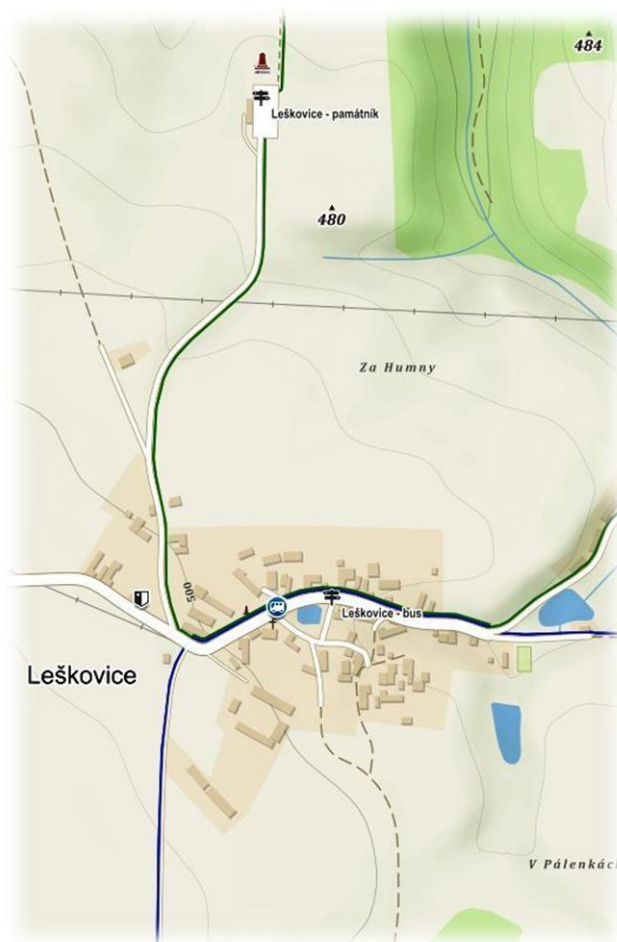 484
Leškovice - památník
480
Za Humny
500
Leškovice - bus
Leškovice
V Pálenkác